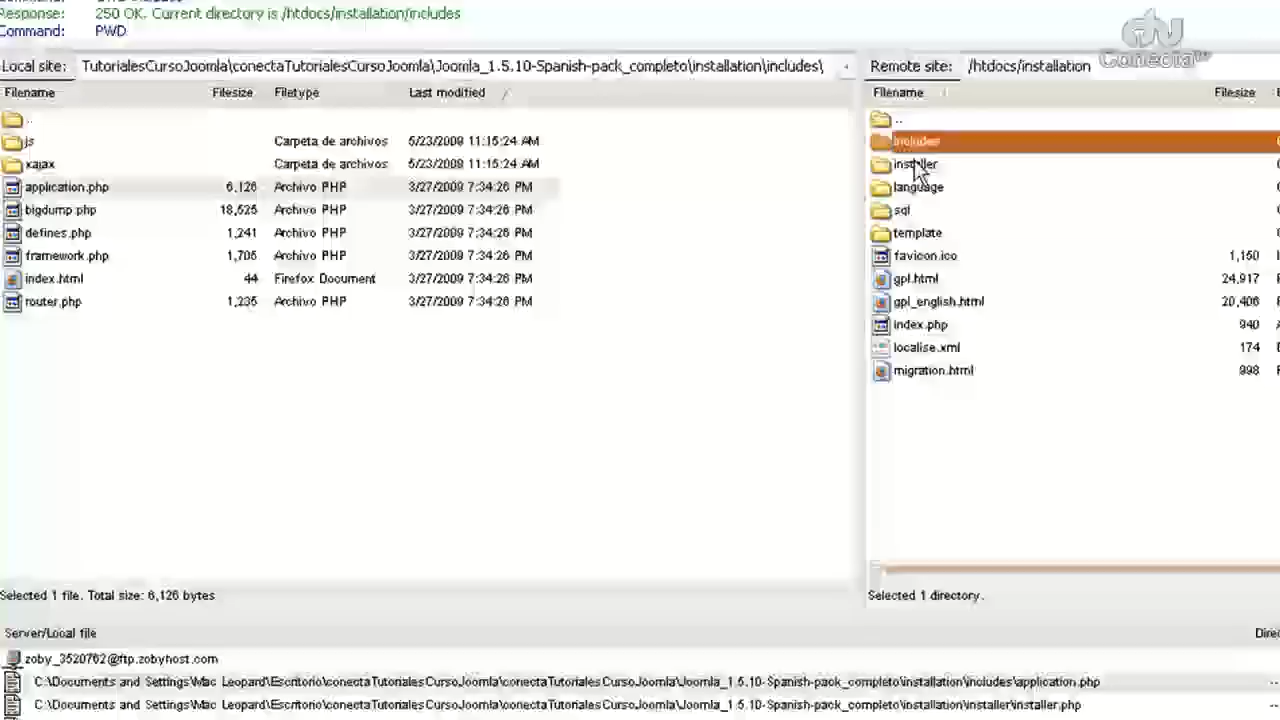 Response: 250 OK. Current directory is /htdocs/installation/includes
Command: PWD
Conecta
Local site: TutorialesCursoJoomla\conectaTutorialesCursoJoomla\Joomla_1.5.10-Spanish-pack_completo\installation\includes\
Remote site: /htdocs/installation
Filename Filesize Filetype Last modified
Filename Filesize
..
..
js Carpeta de archivos 5/23/2009 11:15:24 AM
includes
xajax Carpeta de archivos 5/23/2009 11:15:24 AM
installer
application.php 6,126 Archivo PHP 3/27/2009 7:34:26 PM
language
bigdump.php 18,525 Archivo PHP 3/27/2009 7:34:26 PM
sql
defines.php 1,241 Archivo PHP 3/27/2009 7:34:26 PM
template
framework.php 1,705 Archivo PHP 3/27/2009 7:34:26 PM
favicon.ico 1,150
index.html 44 Firefox Document 3/27/2009 7:34:26 PM
gpl.html 24,917
router.php 1,235 Archivo PHP 3/27/2009 7:34:26 PM
gpl_english.html 20,406
index.php 940
localise.xml 174
migration.html 998
Selected 1 file. Total size: 6,126 bytes
Selected 1 directory.
Server/Local file
zoby_3520762@ftp.zobyhost.com
C:\Documents and Settings\Mac Leopard\Escritorio\conectaTutorialesCursoJoomla\conectaTutorialesCursoJoomla\Joomla_1.5.10-Spanish-pack_completo\installation\includes\application.php
C:\Documents and Settings\Mac Leopard\Escritorio\conectaTutorialesCursoJoomla\conectaTutorialesCursoJoomla\Joomla_1.5.10-Spanish-pack_completo\installation\installer\installer.php